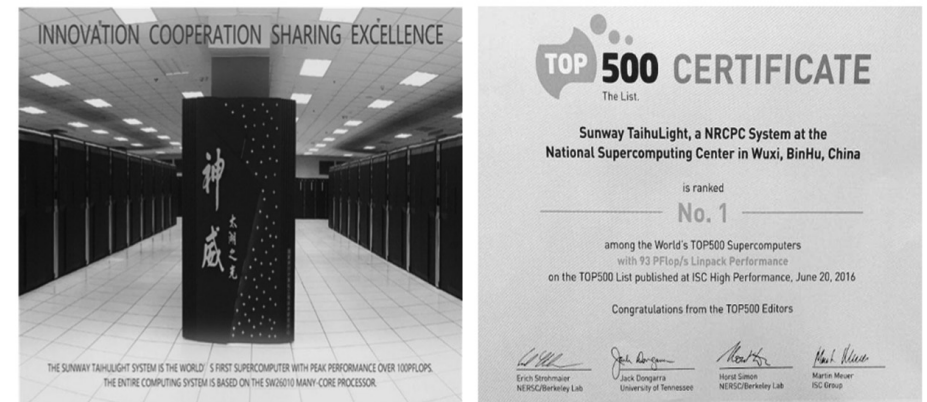 INNOVATION COOPERATION SHARING EXCELLENCE
神威
太湖之光
THE SUNWAY TAIHULIGHT SYSTEM IS THE WORLD' S FIRST SUPERCOMPUTER WITH PEAK PERFORMANCE OVER 100PFLOPS.
THE ENTIRE COMPUTING SYSTEM IS BASED ON THE SW26010 MANY-CORE PROCESSOR.
TOP 500 CERTIFICATE
The List.
Sunway TaihuLight, a NRCPC System at the
National Supercomputing Center in Wuxi, BinHu, China
is ranked
No. 1
among the World's TOP500 Supercomputers
with 93 PFlop/s Linpack Performance
on the TOP500 List published at ISC High Performance, June 20, 2016
Congratulations from the TOP500 Editors
Erich Strohmaier
NERSC/Berkeley Lab
Jack Dongarra
University of Tennessee
Horst Simon
NERSC/Berkeley Lab
Martin Meuer
ISC Group